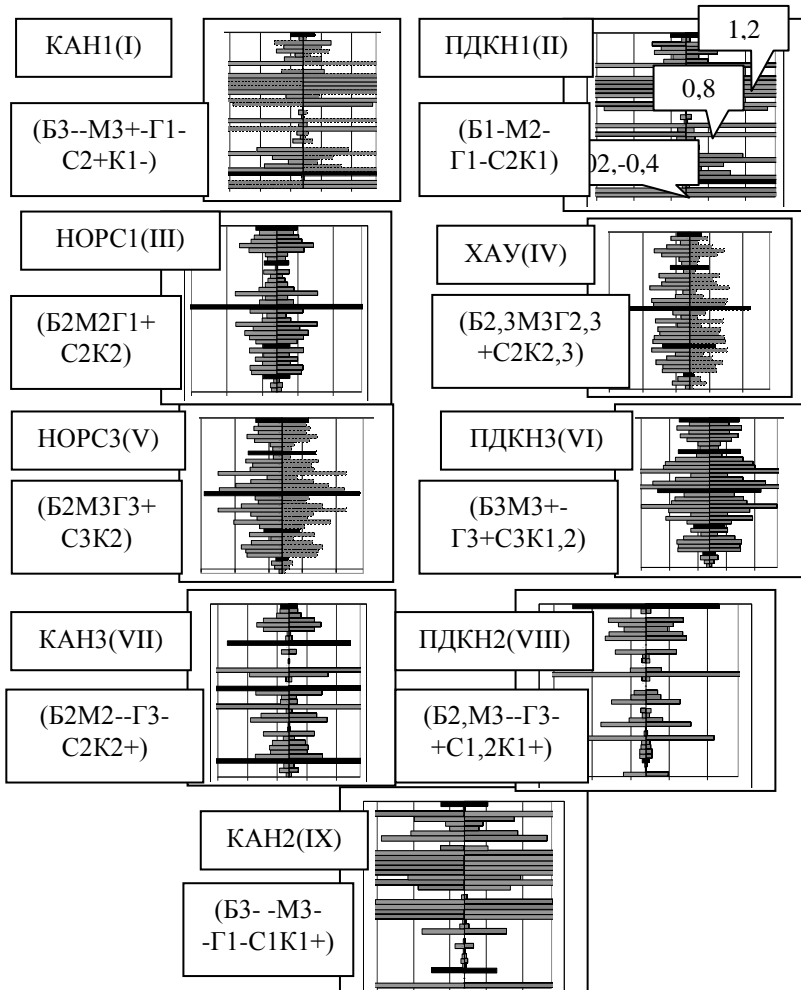 КАН1(I)
ПДКН1(II)
1,2
0,8
(Б3--М3+-Г1-
С2+К1-)
(Б1-М2-
Г1-С2К1)
02,-0,4
НОРС1(III)
ХАУ(IV)
(Б2М2Г1+
С2К2)
(Б2,3М3Г2,3
+С2К2,3)
НОРС3(V)
ПДКН3(VI)
(Б2М3Г3+
С3К2)
(Б3М3+-
Г3+С3К1,2)
КАН3(VII)
ПДКН2(VIII)
(Б2М2--Г3-
С2К2+)
(Б2,М3--Г3-
+С1,2К1+)
КАН2(IX)
(Б3- -М3-
-Г1-С1К1+)